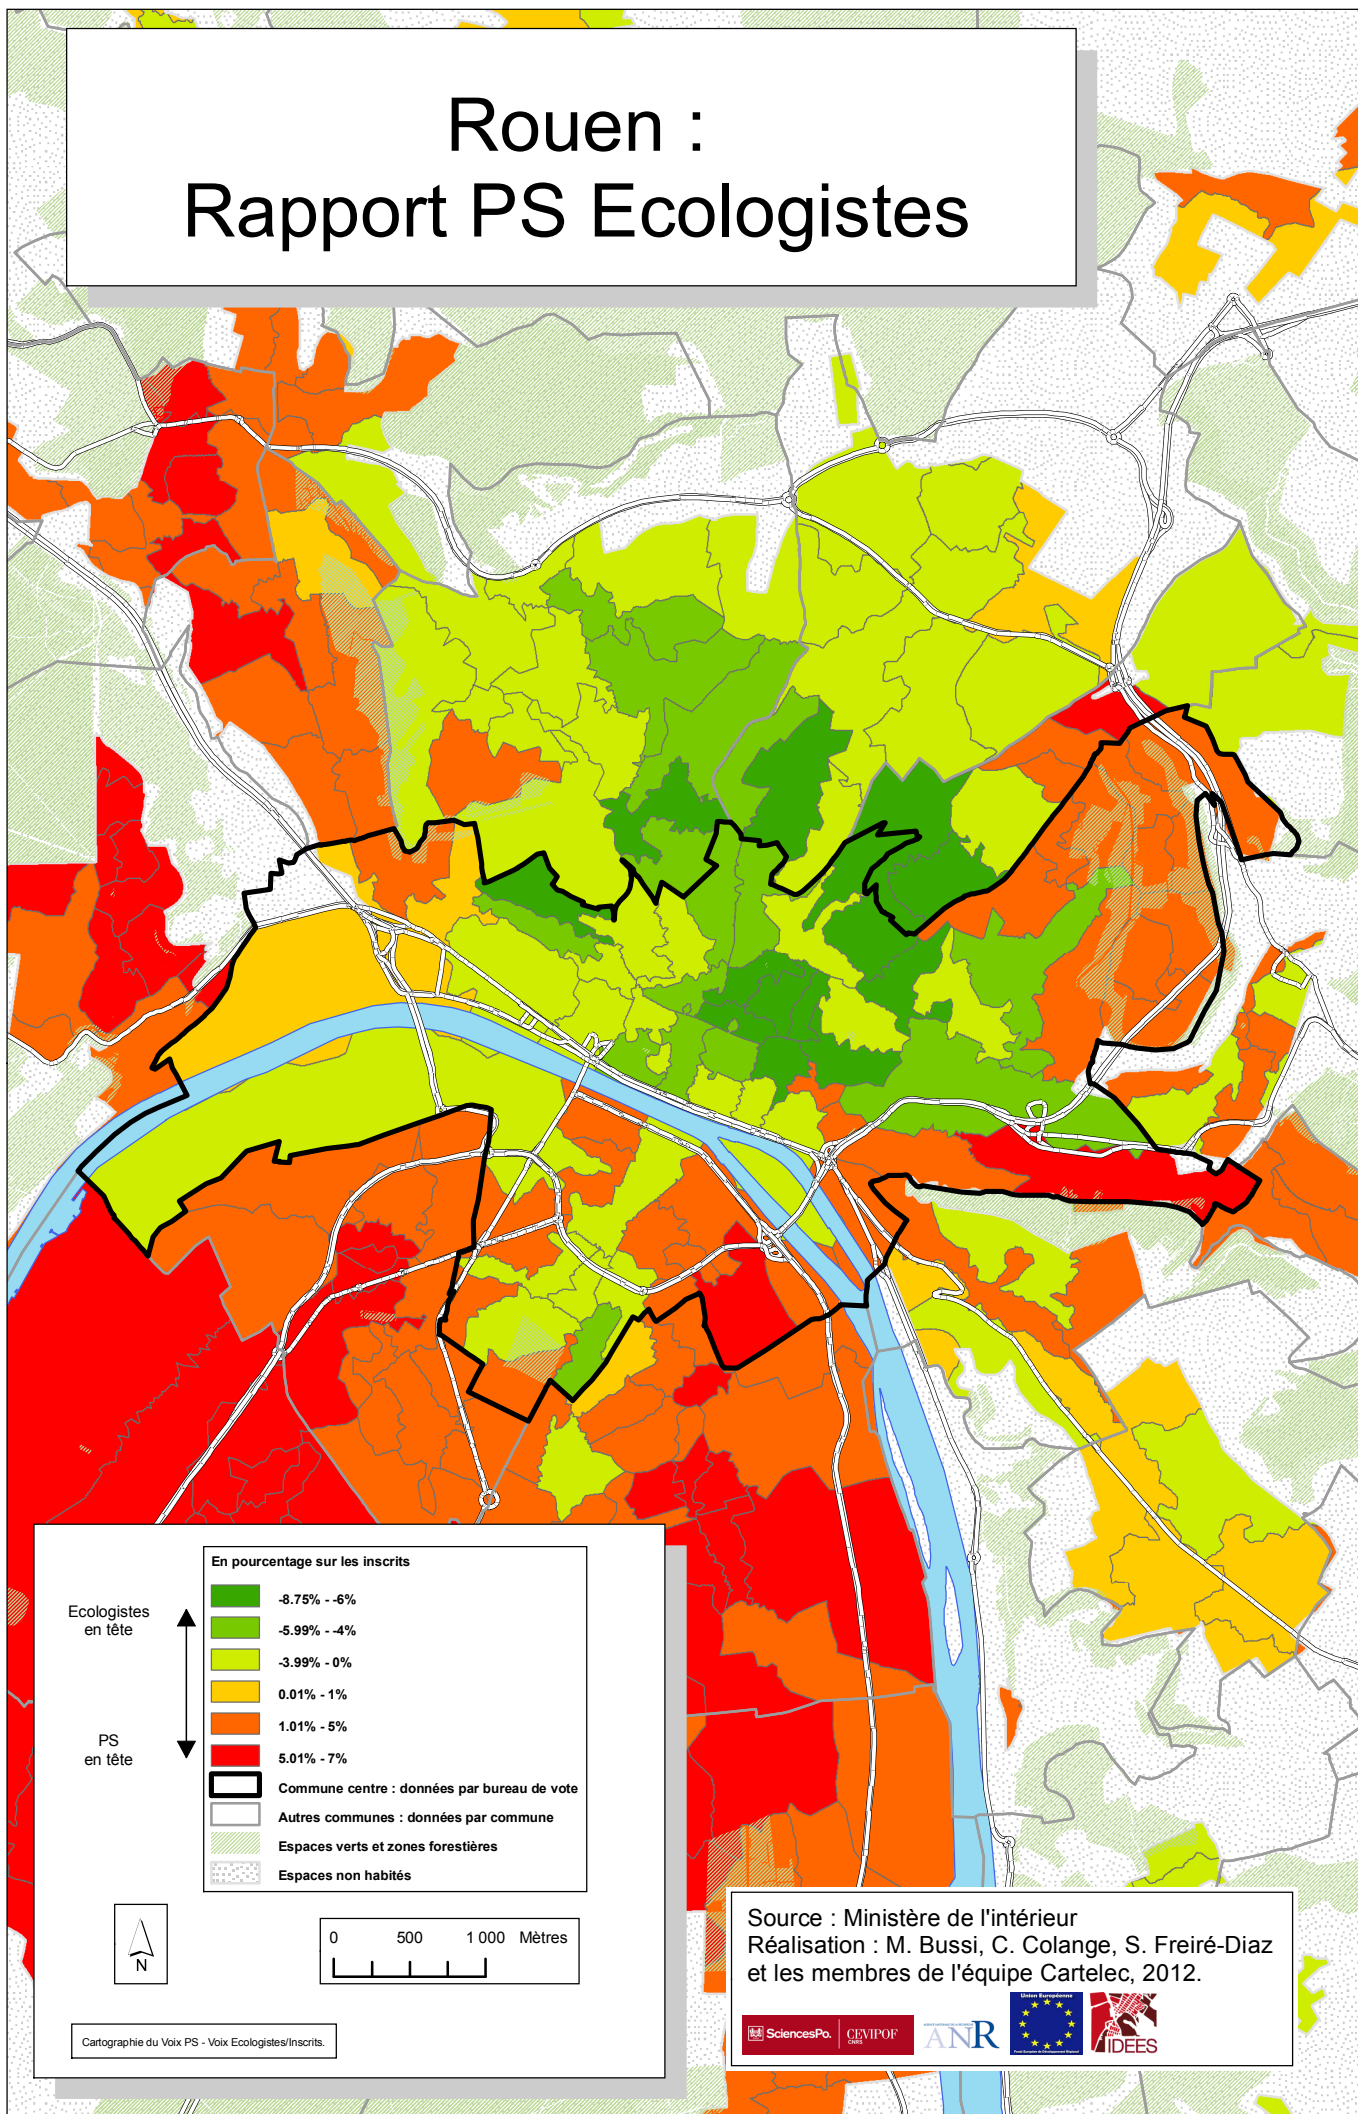 Rouen :
Rapport PS Ecologistes
En pourcentage sur les inscrits
Ecologistes
en tête
PS
en tête
-8.75% - -6%
-5.99% - -4%
-3.99% - 0%
0.01% - 1%
1.01% - 5%
5.01% - 7%
Commune centre : données par bureau de vote
Autres communes : données par commune
Espaces verts et zones forestières
Espaces non habités
N
0 500 1 000 Mètres
Cartographie du Voix PS - Voix Ecologistes/Inscrits.
Source : Ministère de l'intérieur
Réalisation : M. Bussi, C. Colange, S. Freiré-Diaz
et les membres de l'équipe Cartelec, 2012.
SciencesPo.
CEVIPOF
CNRS
ANR
Union Européenne
IDEES